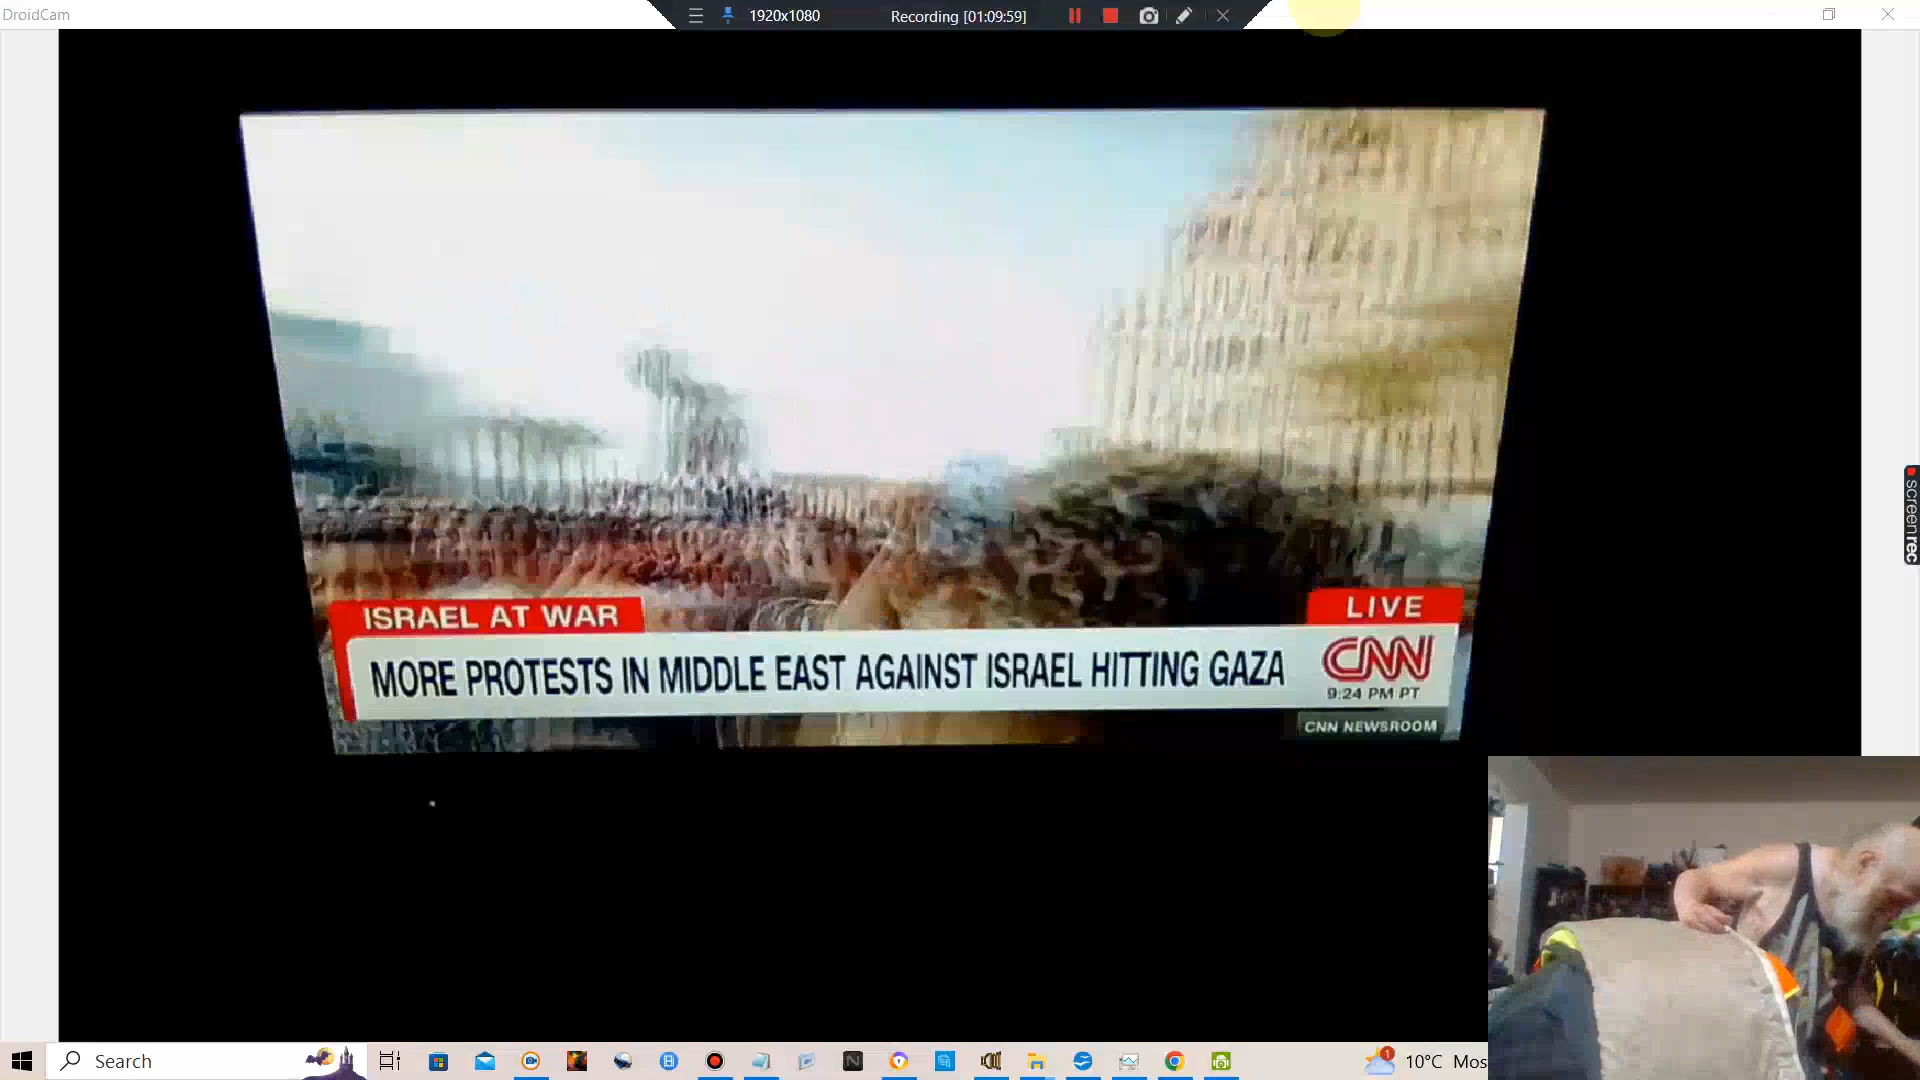 DroidCam
1920x1080
Recording [01:09:59]
ISRAEL AT WAR
LIVE
MORE PROTESTS IN MIDDLE EAST AGAINST ISRAEL HITTING GAZA
CNN
9:24 PM PT
CNN NEWSROOM
screenrec
Search
N
1
10°C Mos